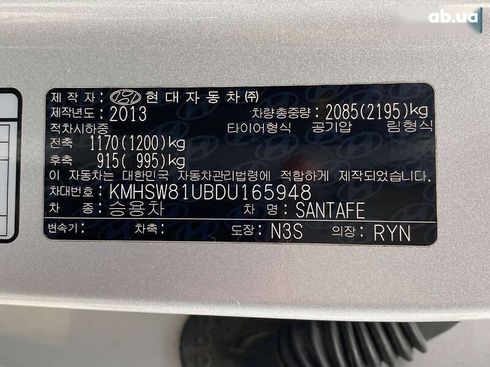 ab.ua
제 작 자: 현대자동차㈜
제작년도: 2013 차량총중량: 2085(2195)kg
적차시하중 타이어형식 공기압 림형식
전축 1170(1200)kg
후축 915( 995)kg
이 자동차는 대한민국 자동차관리법령에 적합하게 제작되었습니다.
차대번호: KMHSW81UBDU165948
차 종: 승용차 차 명: SANTAFE
변속기: 차축: 도장: N3S 의장: RYN